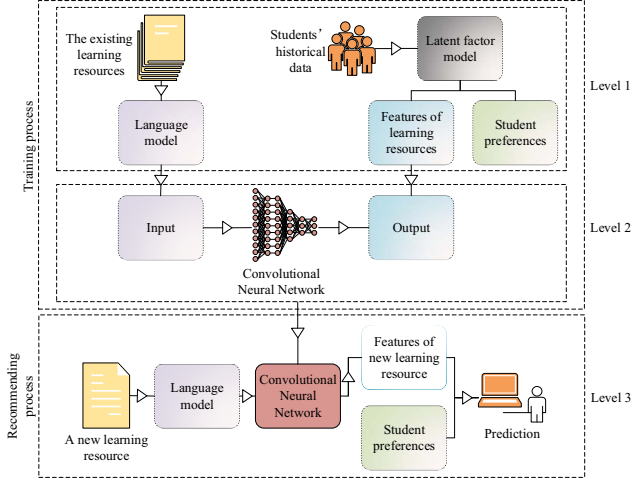 The existing
learning
resources
Students'
historical
data
Latent factor
model
Level 1
Language
model
Features of
learning
resources
Student
preferences
Training process
Input
Convolutional
Neural Network
Output
Level 2
Recommending
process
A new learning
resource
Language
model
Convolutional
Neural
Network
Features of
new learning
resource
Student
preferences
Prediction
Level 3